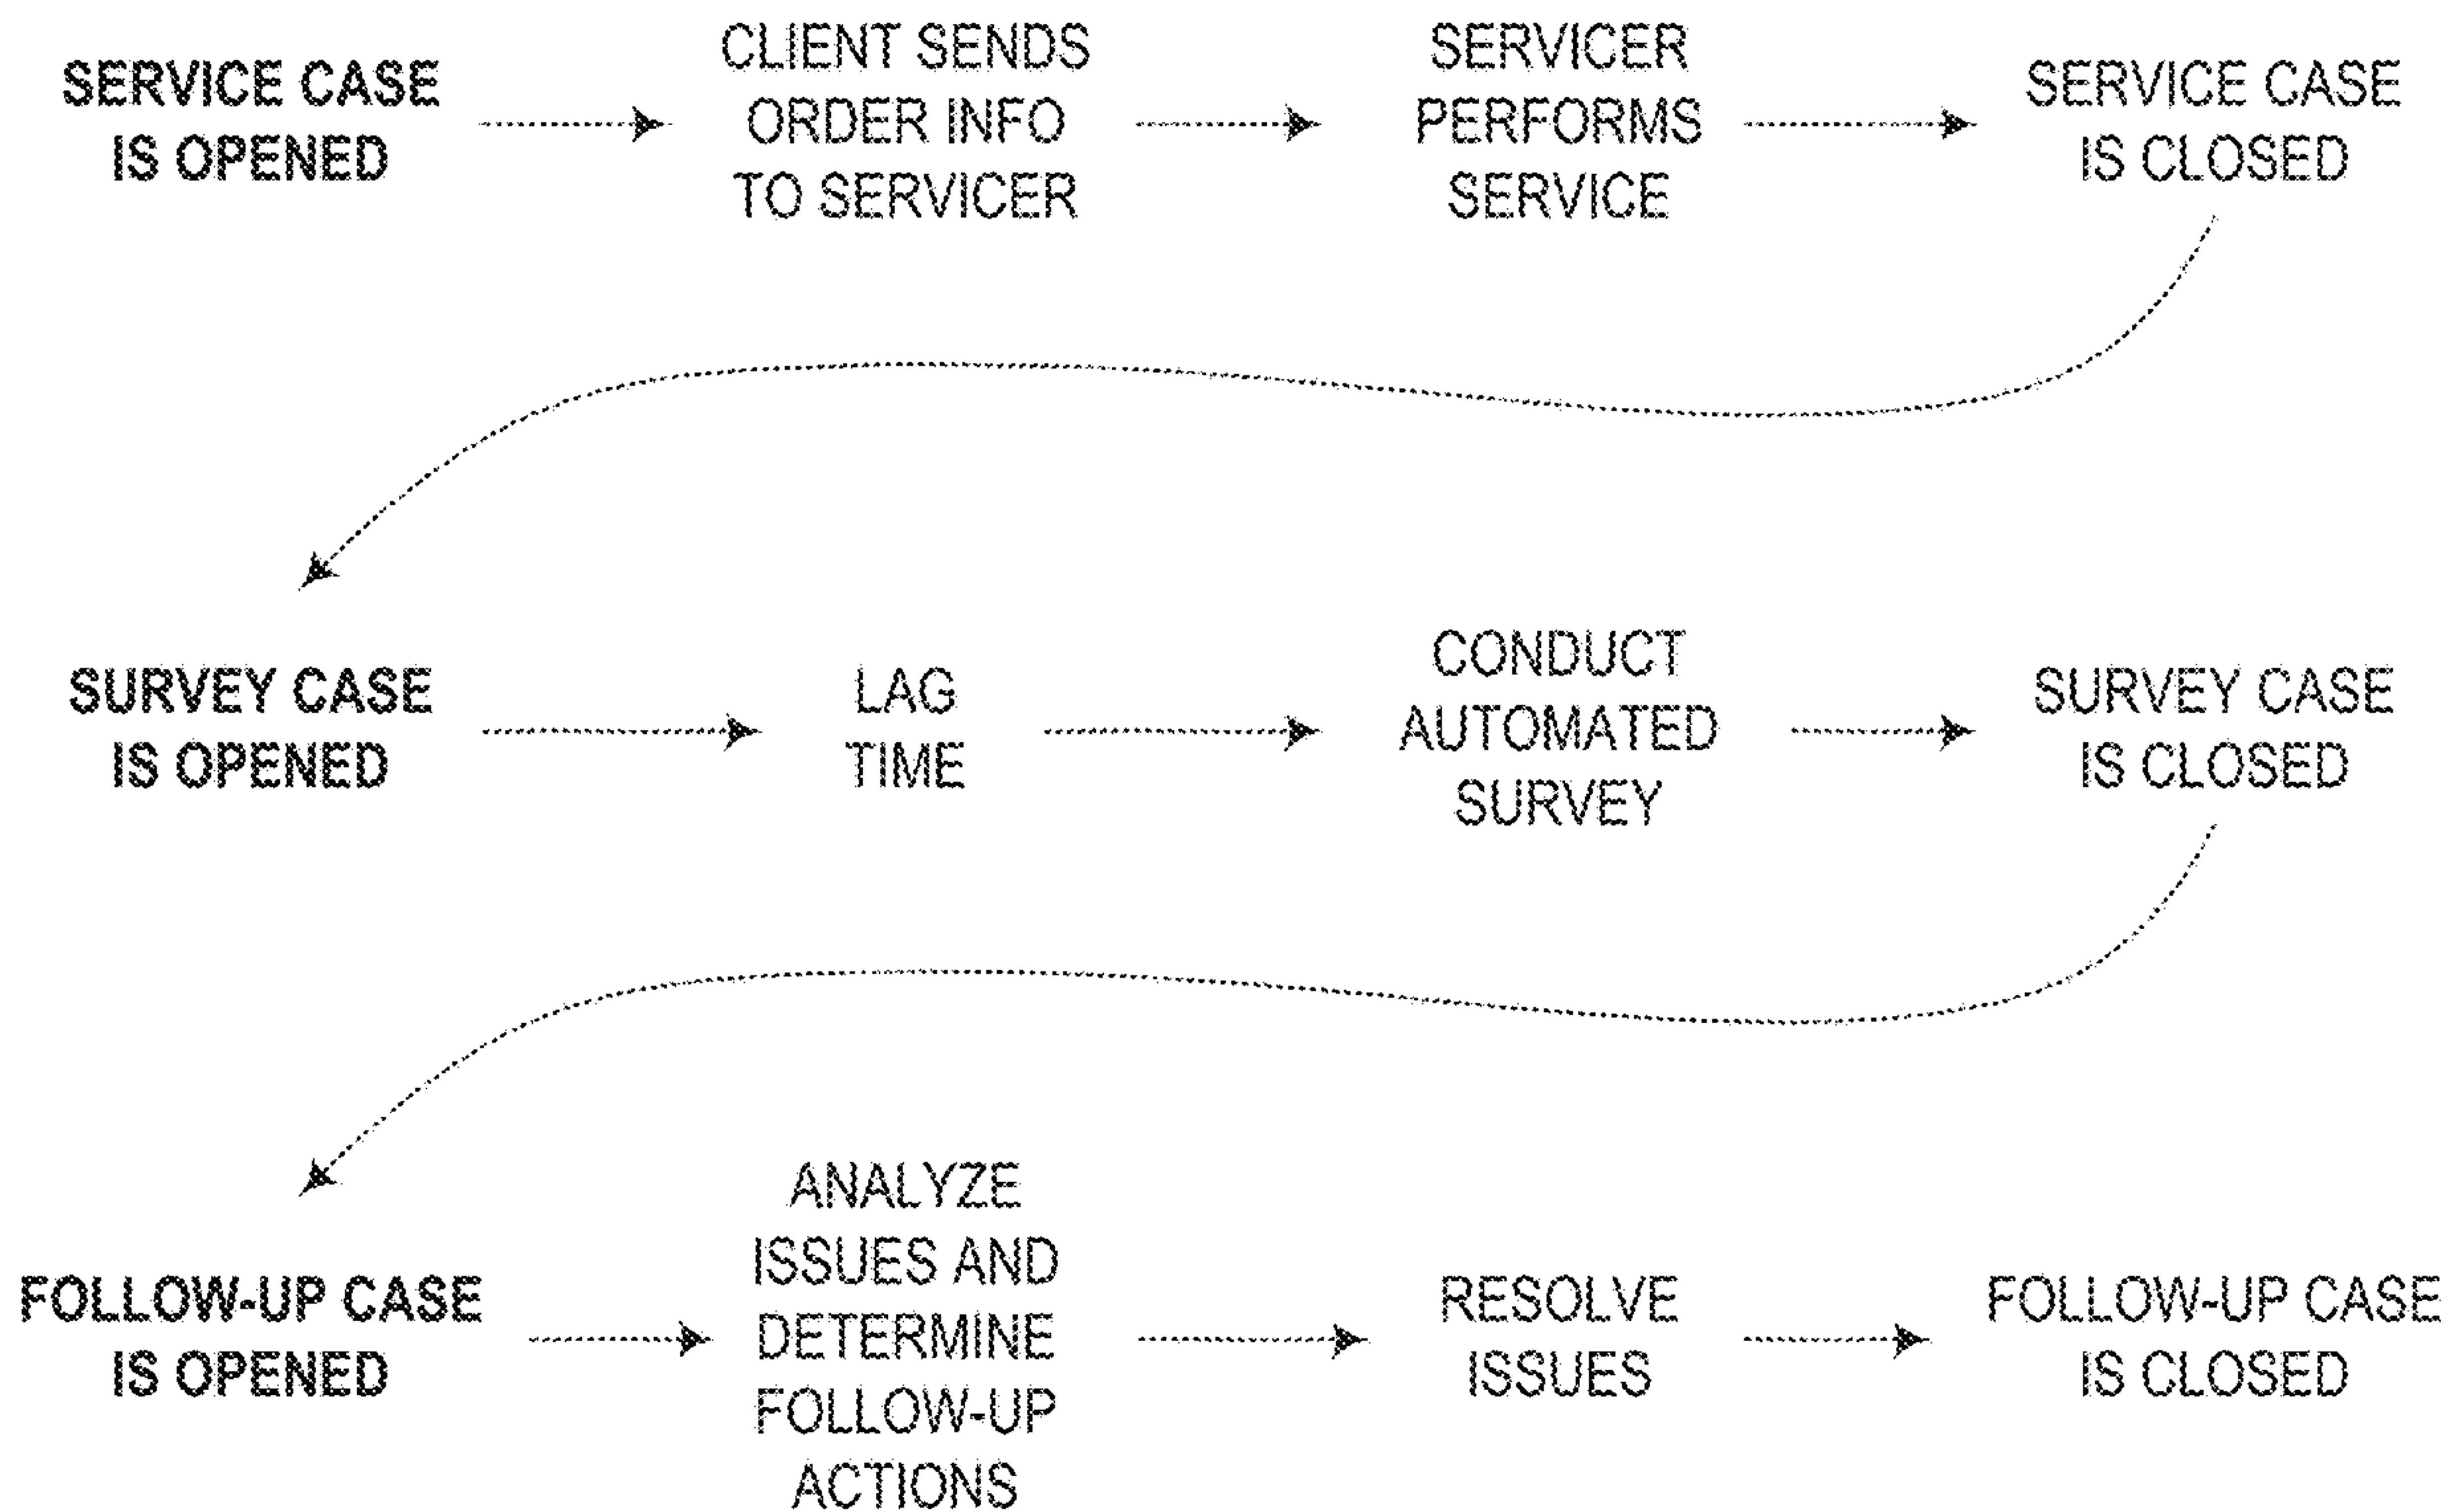 SERVICE CASE
IS OPENED
CLIENT SENDS
ORDER INFO
TO SERVICER
SERVICER
PERFORMS
SERVICE
SERVICE CASE
IS CLOSED
SURVEY CASE
IS OPENED
LAG
TIME
CONDUCT
AUTOMATED
SURVEY
SURVEY CASE
IS CLOSED
FOLLOW-UP CASE
IS OPENED
ANALYZE
ISSUES AND
DETERMINE
FOLLOW-UP
ACTIONS
RESOLVE
ISSUES
FOLLOW-UP CASE
IS CLOSED